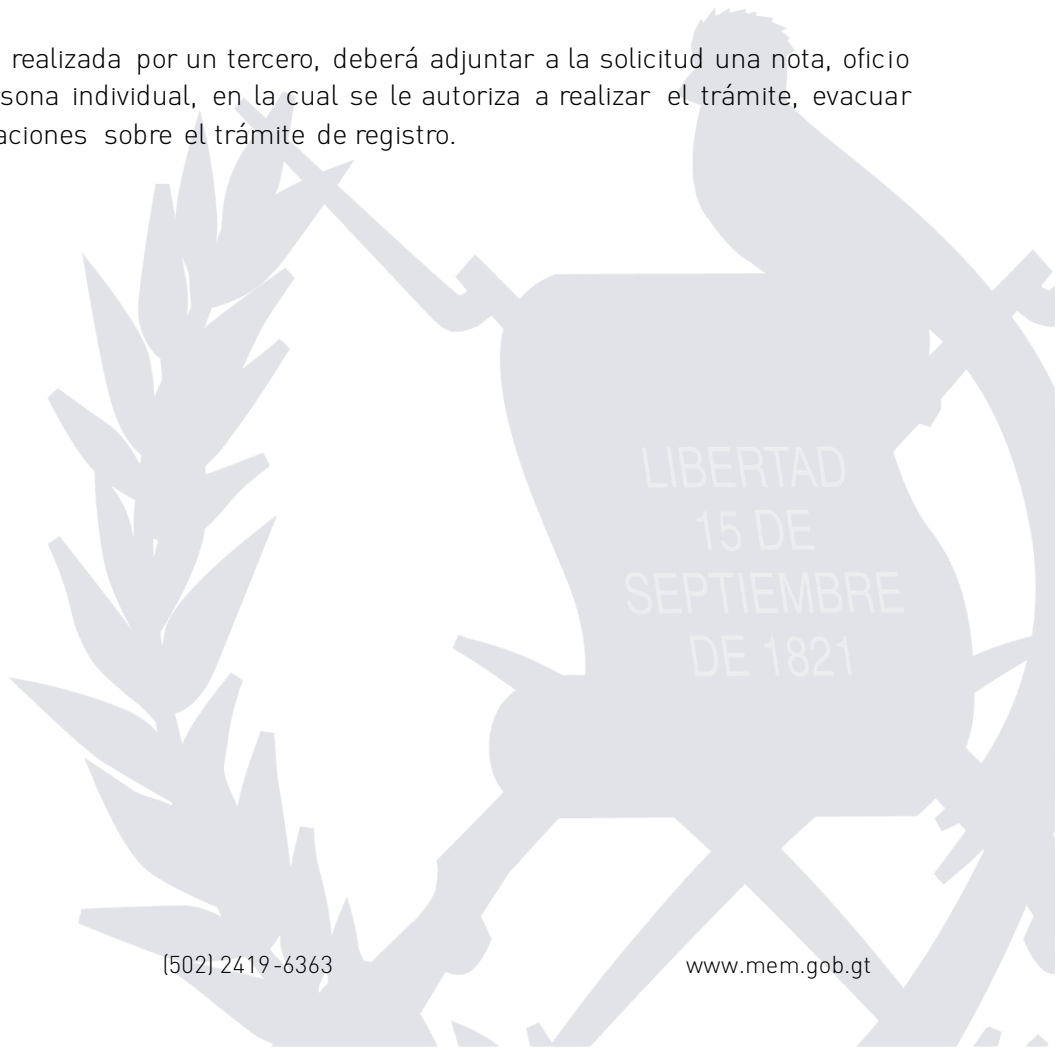 realizada por un tercero, deberá adjuntar a la solicitud una nota, oficio
sona individual, en la cual se le autoriza a realizar el trámite, evacuar
aciones sobre el trámite de registro.
LIBERTAD
15 DE
SEPTIEMBRE
DE 1821
(502) 2419-6363 www.mem.gob.gt